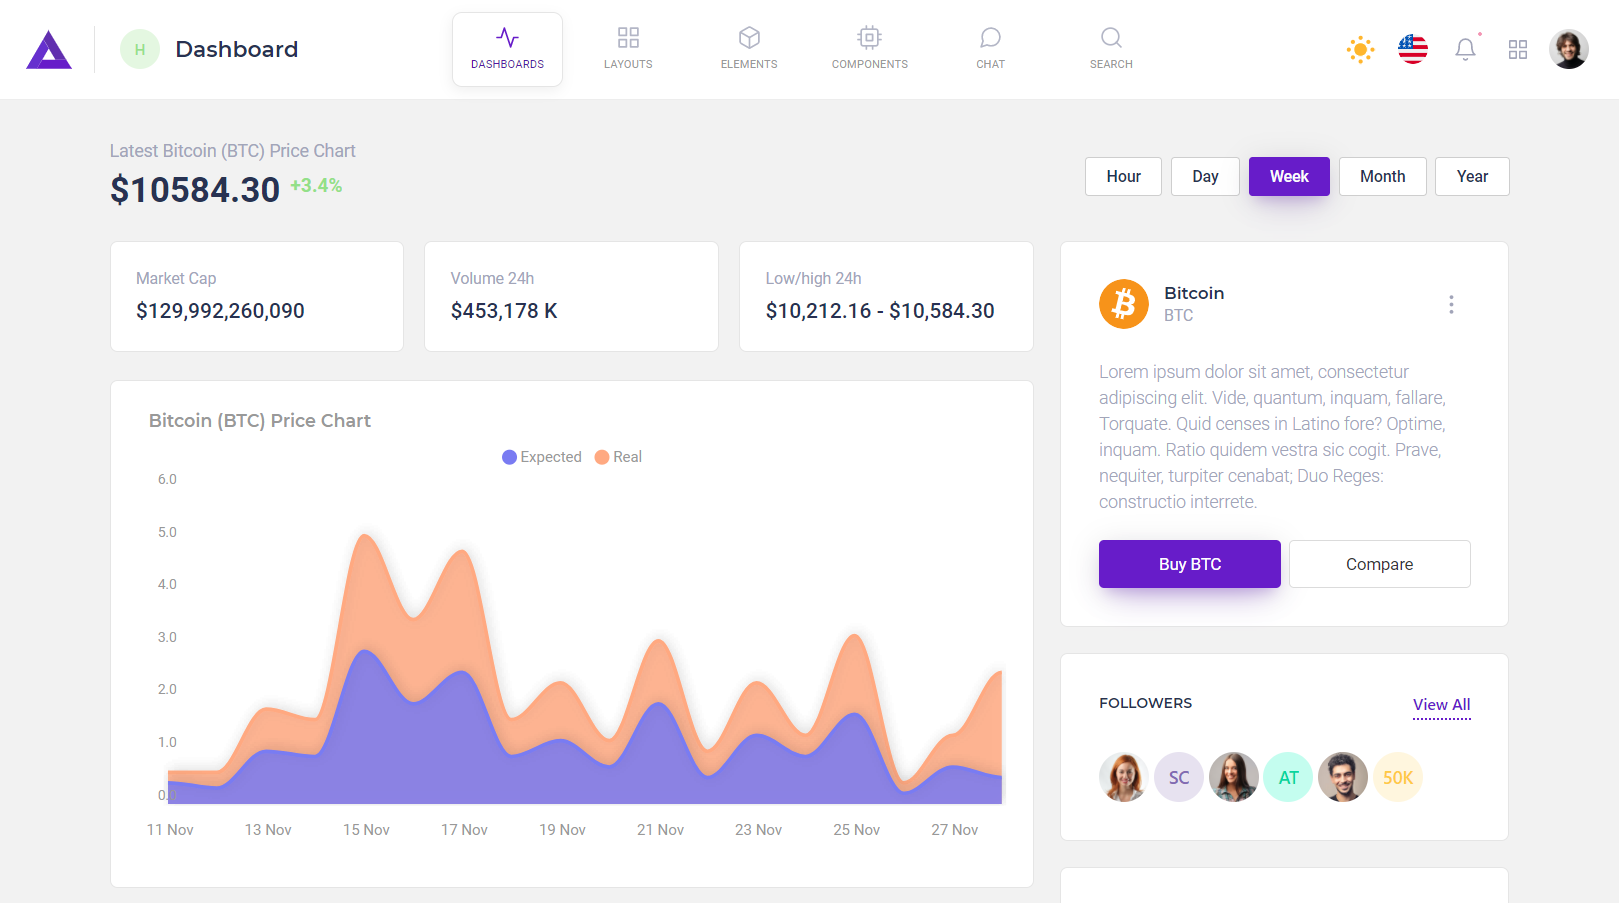 H
Dashboard
DASHBOARDS
LAYOUTS
ELEMENTS
COMPONENTS
CHAT
SEARCH
Latest Bitcoin (BTC) Price Chart
$10584.30 +3.4%
Hour
Day
Week
Month
Year
Market Cap
$129,992,260,090
Volume 24h
$453,178 K
Low/high 24h
$10,212.16 - $10,584.30
Bitcoin (BTC) Price Chart
Expected
Real
6.0
5.0
4.0
3.0
2.0
1.0
0.0
11 Nov
13 Nov
15 Nov
17 Nov
19 Nov
21 Nov
23 Nov
25 Nov
27 Nov
Bitcoin
BTC
Lorem ipsum dolor sit amet, consectetur
adipiscing elit. Vide, quantum, inquam, fallare,
Torquate. Quid censes in Latino fore? Optime,
inquam. Ratio quidem vestra sic cogit. Prave,
nequiter, turpiter cenabat; Duo Reges:
constructio interrete.
Buy BTC
Compare
FOLLOWERS
View All
SC
AT
50K